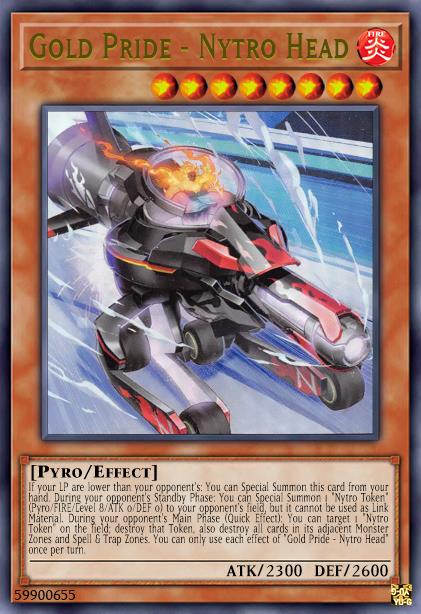 Gold Pride - Nytro Head
FIRE
炎
[Pyro/Effect]
If your LP are lower than your opponent's: You can Special Summon this card from your
hand. During your opponent's Standby Phase: You can Special Summon 1 "Nytro Token"
(Pyro/FIRE/Level 8/ATK 0/DEF 0) to your opponent's field, but it cannot be used as Link
Material. During your opponent's Main Phase (Quick Effect): You can target 1 "Nytro
Token" on the field; destroy that Token, also destroy all cards in its adjacent Monster
Zones and Spell & Trap Zones. You can only use each effect of "Gold Pride - Nytro Head"
once per turn.
ATK/2300 DEF/2600
59900655